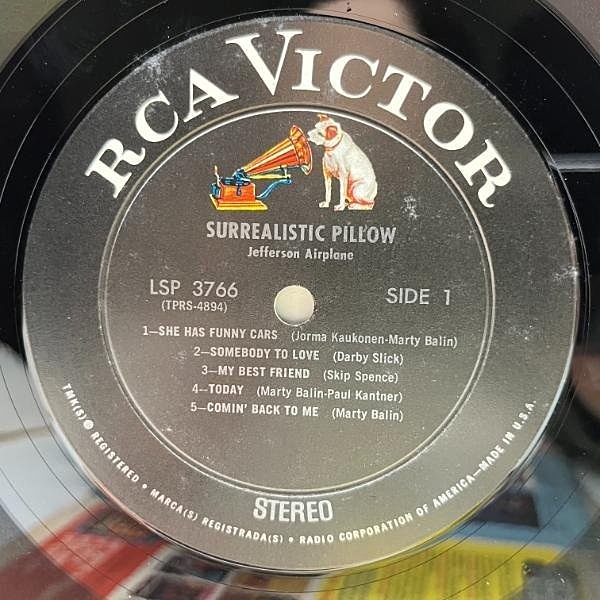 RCA VICTOR
SURREALISTIC PILLOW
Jefferson Airplane
LSP 3766
(TPRS-4894)
SIDE 1
1—SHE HAS FUNNY CARS (Jorma Kaukonen-Marty Balin)
2—SOMEBODY TO LOVE (Darby Slick)
3—MY BEST FRIEND (Skip Spence)
4—TODAY (Marty Balin-Paul Kantner)
5—COMIN' BACK TO ME (Marty Balin)
STEREO
TMK(S) ® REGISTERED • MARCA(S) REGISTRADA(S) • RADIO CORPORATION OF AMERICA—MADE IN U.S.A.